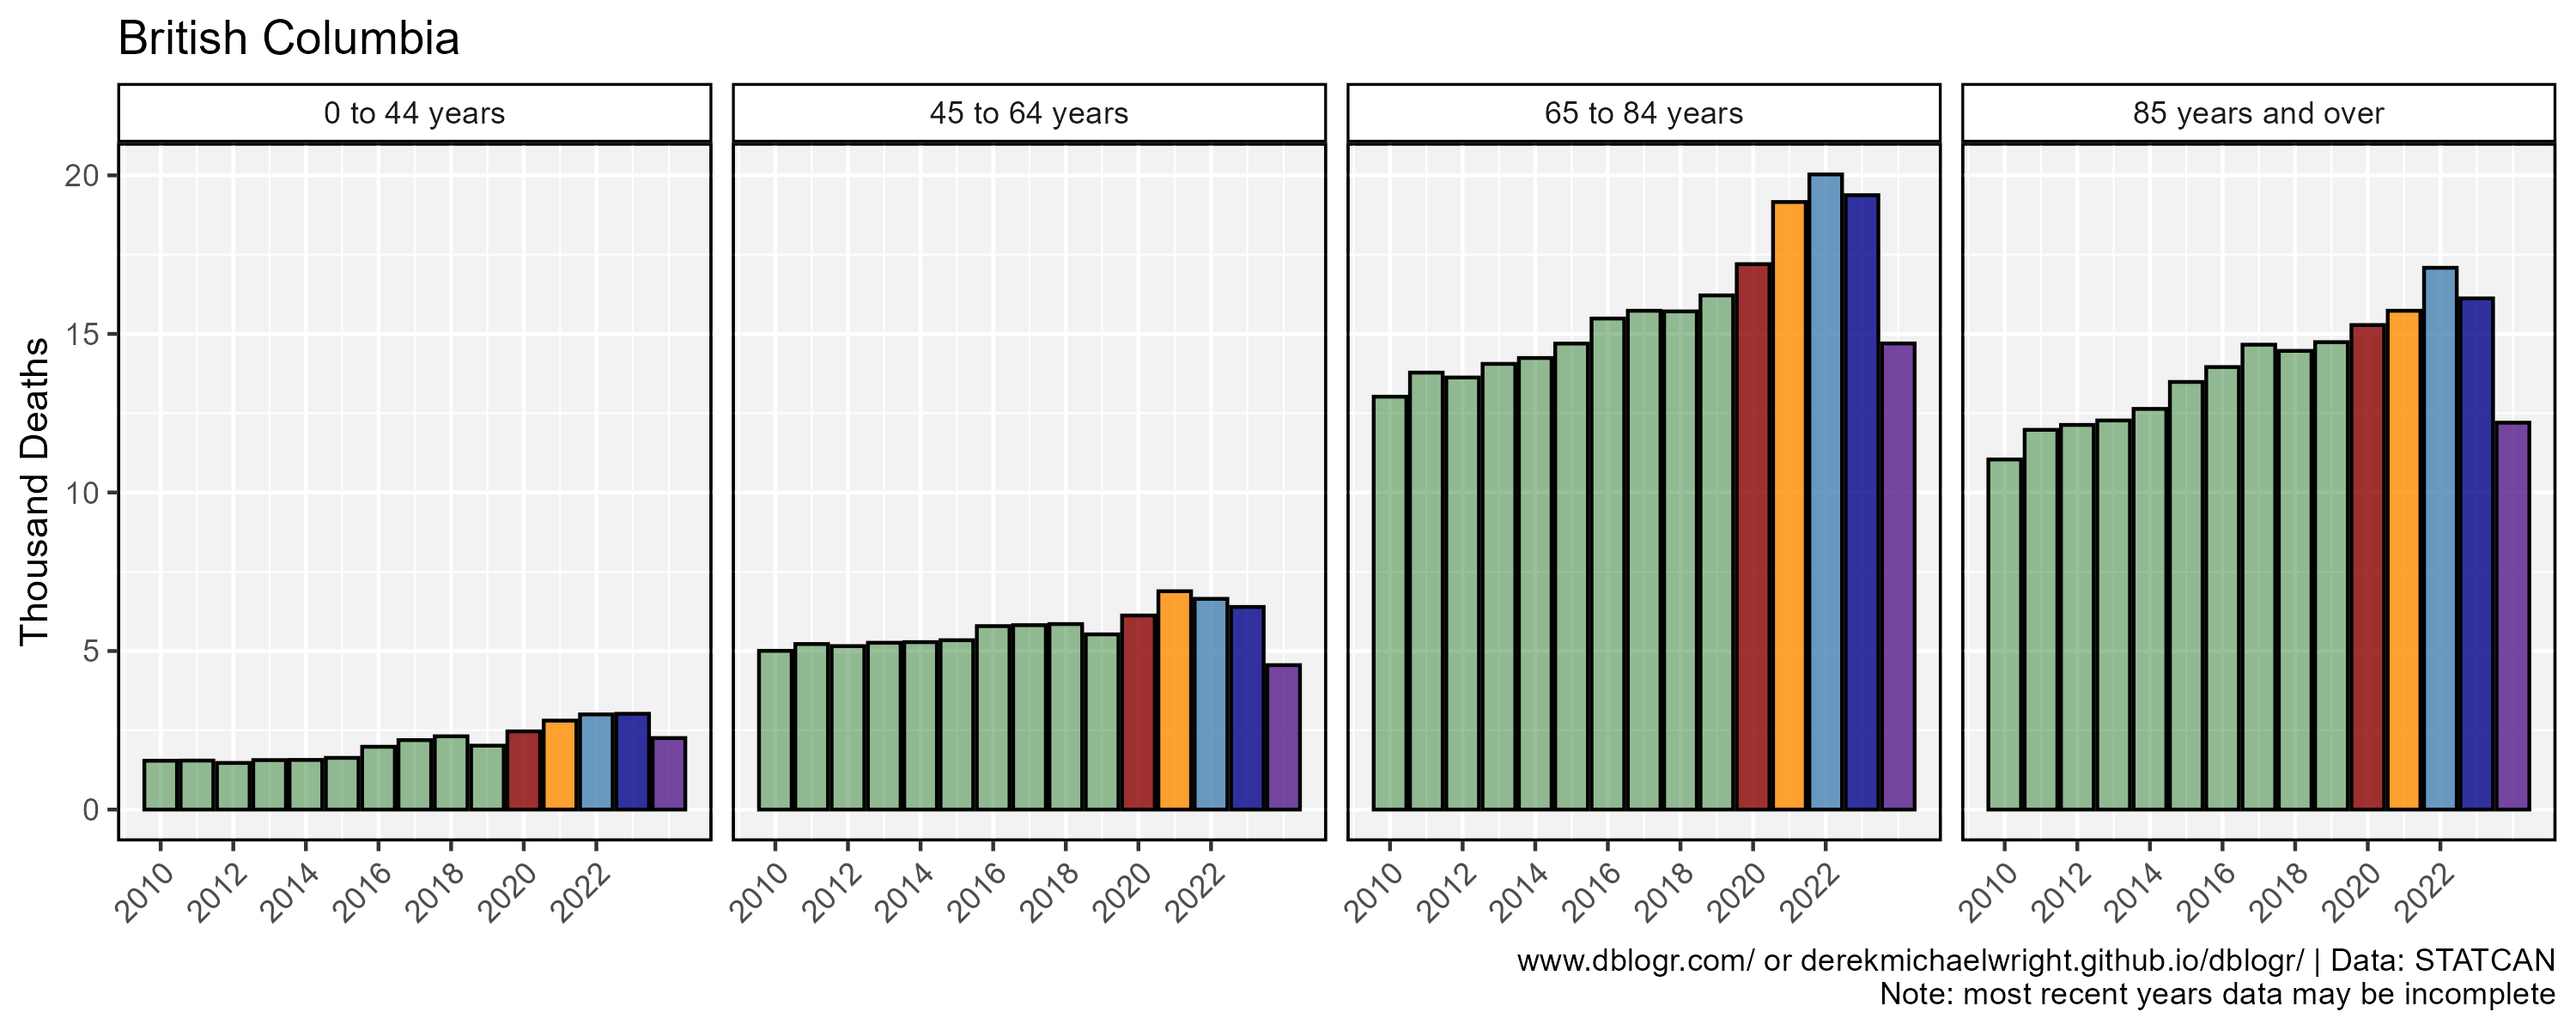 British Columbia
0 to 44 years
45 to 64 years
65 to 84 years
85 years and over
Thousand Deaths
20
15
10
5
0
2010 2012 2014 2016 2018 2020 2022
2010 2012 2014 2016 2018 2020 2022
2010 2012 2014 2016 2018 2020 2022
2010 2012 2014 2016 2018 2020 2022
www.dblogr.com/ or derekmichaelwright.github.io/dblogr/ | Data: STATCAN
Note: most recent years data may be incomplete